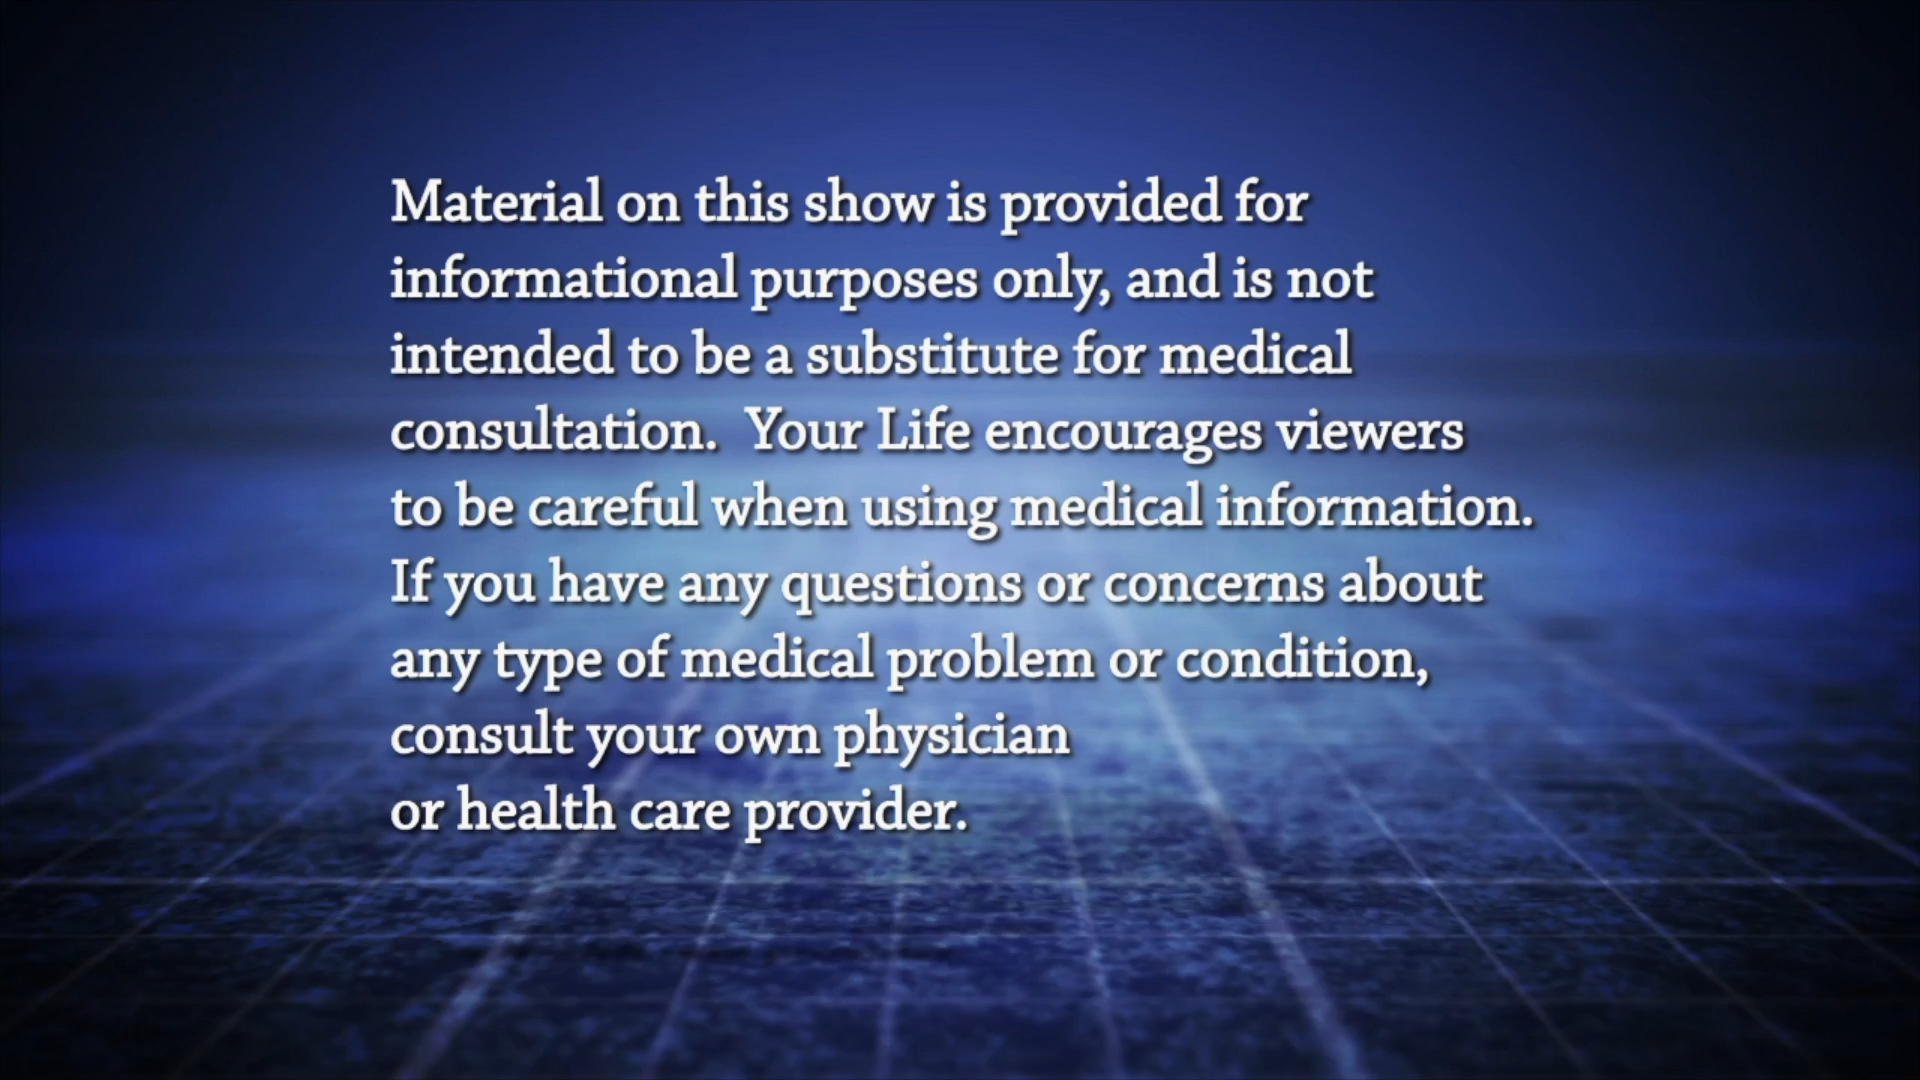 Material on this show is provided for
informational purposes only, and is not
intended to be a substitute for medical
consultation.  Your Life encourages viewers
to be careful when using medical information.
If you have any questions or concerns about
any type of medical problem or condition,
consult your own physician
or health care provider.